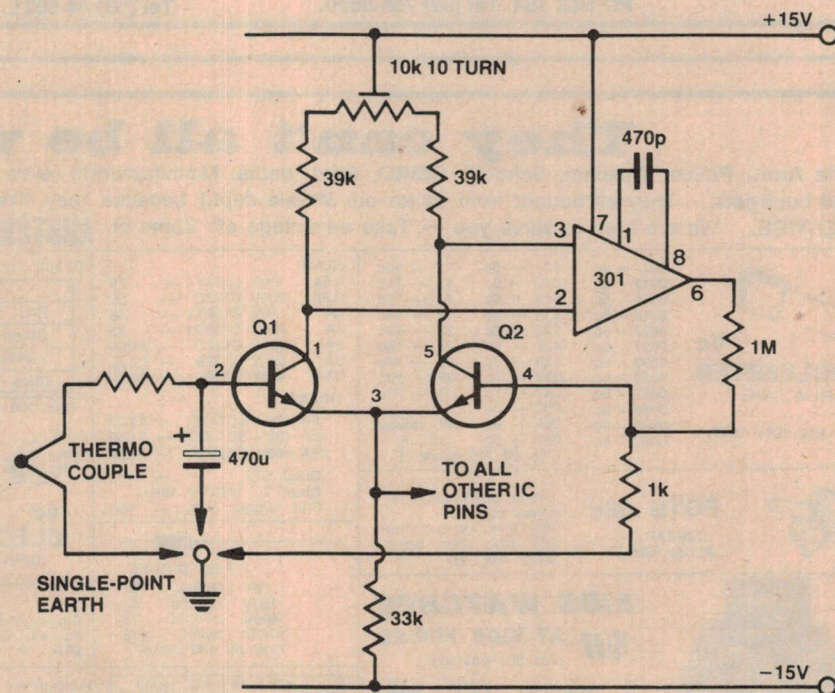 +15V
10k 10 TURN
470p
39k
39k
3
7
1
8
301
6
2
Q1
Q2
1M
1
5
2
3
4
+
THERMO
COUPLE
470u
TO ALL
OTHER IC
PINS
1k
SINGLE-POINT
EARTH
33k
−15V